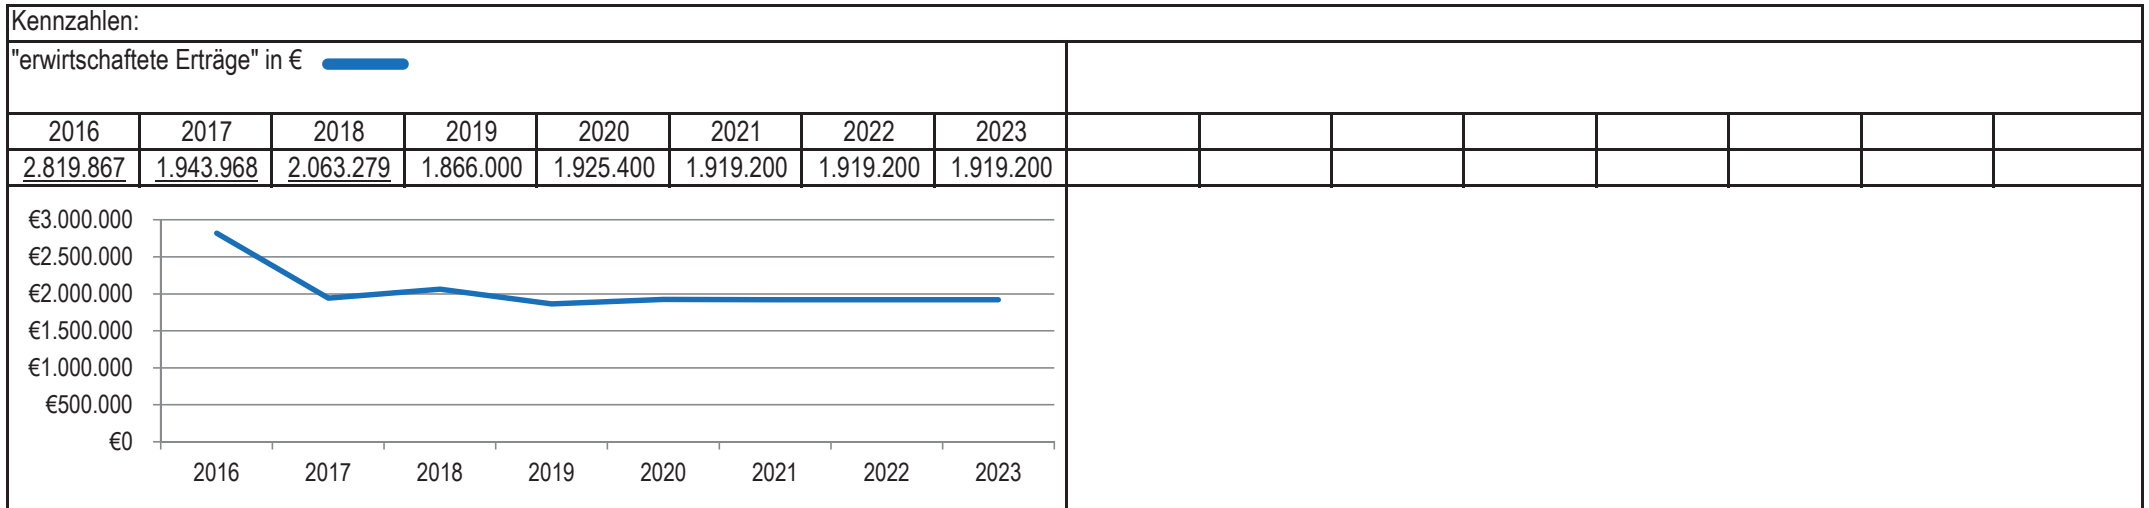 Kennzahlen:
"erwirtschaftete Erträge" in €
2016 2017 2018 2019 2020 2021 2022 2023
2.819.867 1.943.968 2.063.279 1.866.000 1.925.400 1.919.200 1.919.200 1.919.200
€3.000.000
€2.500.000
€2.000.000
€1.500.000
€1.000.000
€500.000
€0
2016 2017 2018 2019 2020 2021 2022 2023